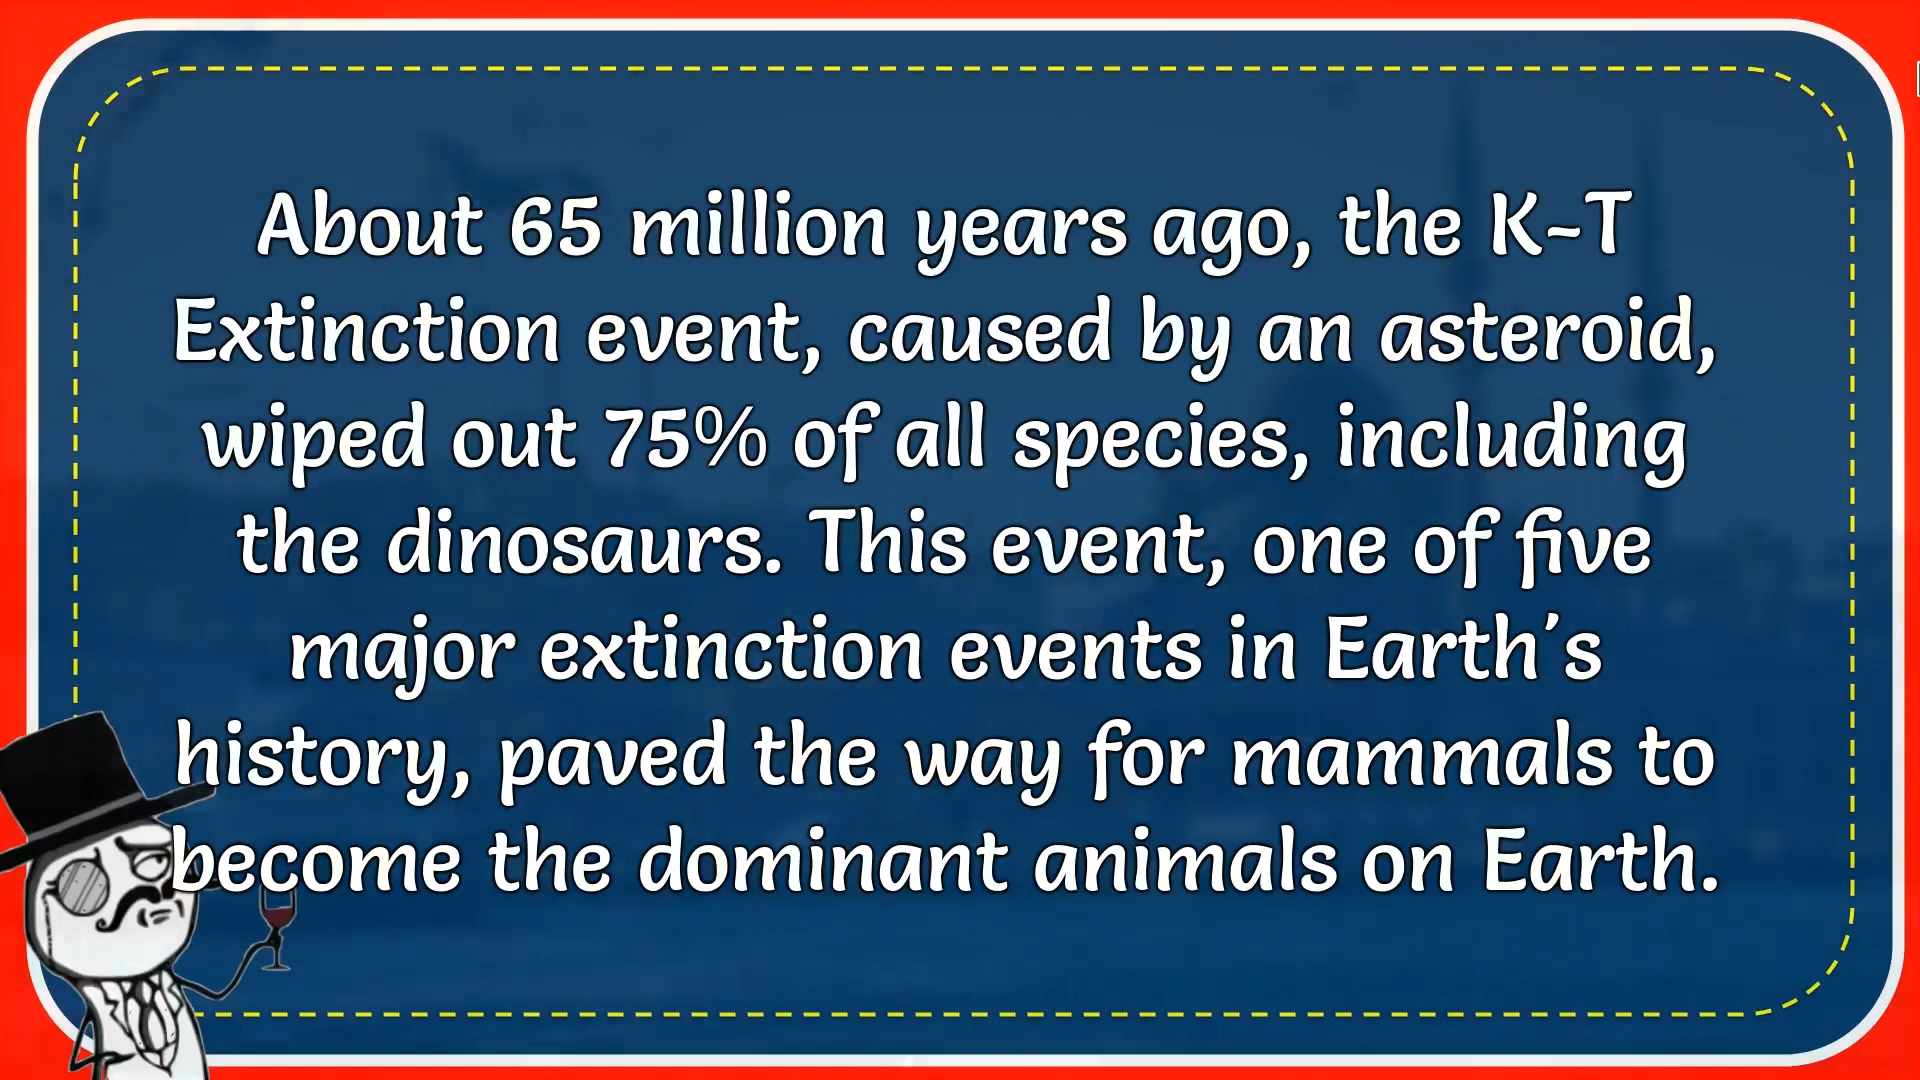 About 65 million years ago, the K-T
Extinction event, caused by an asteroid,
wiped out 75% of all species, including
the dinosaurs. This event, one of five
major extinction events in Earth's
history, paved the way for mammals to
become the dominant animals on Earth.